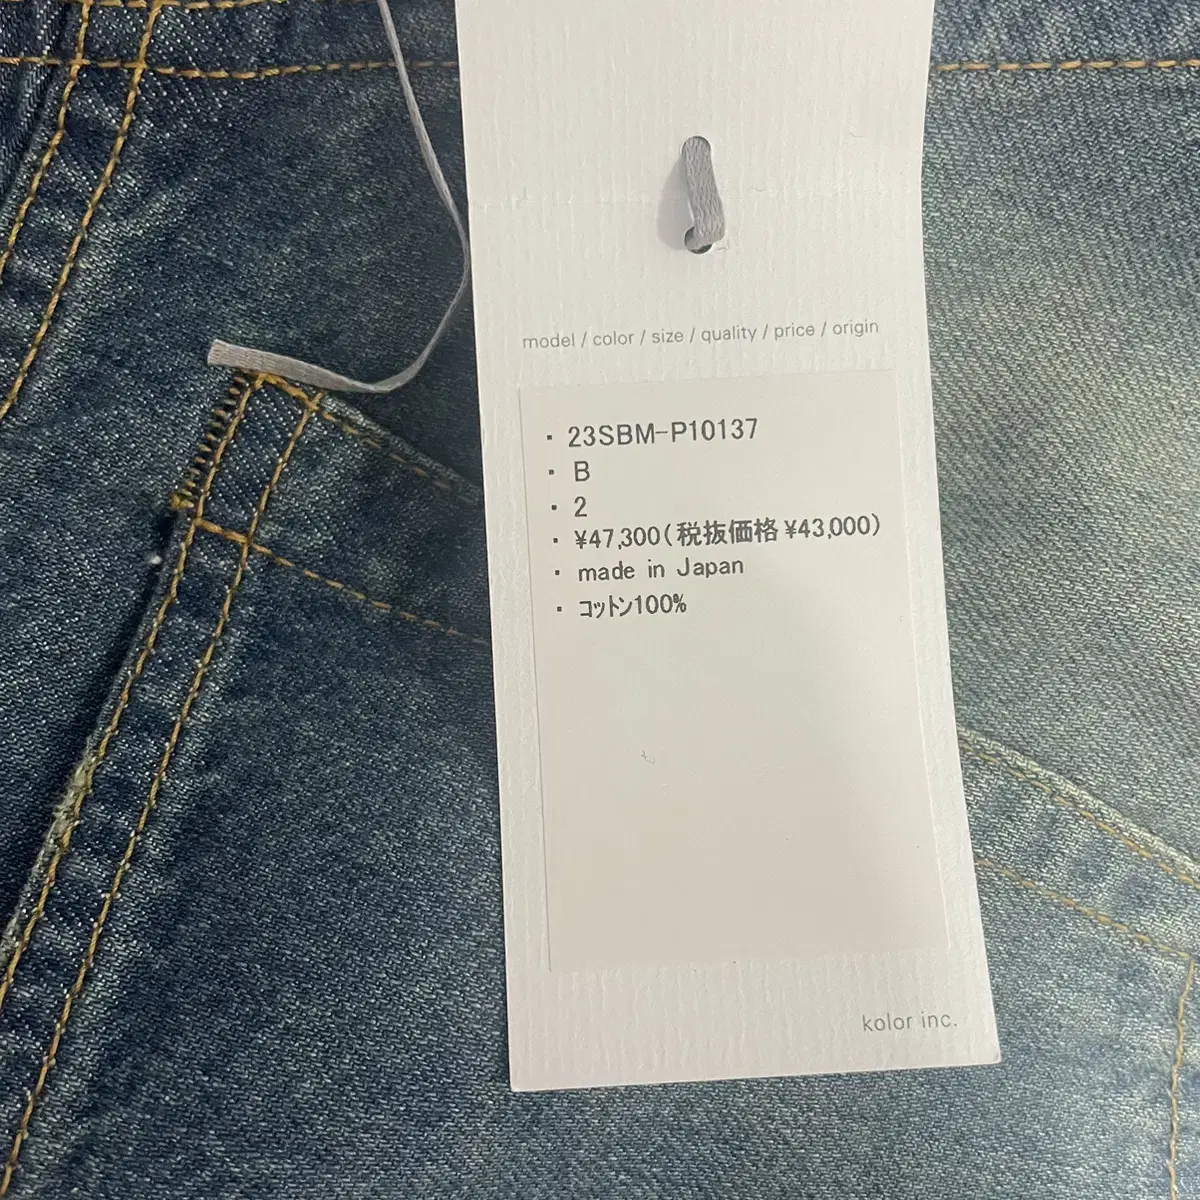 model / color / size / quality / price / origin
・ 23SBM-P10137
・ B
・ 2
・ ¥47,300(税抜価格 ¥43,000)
・ made in Japan
・ コットン100%
kolor inc.